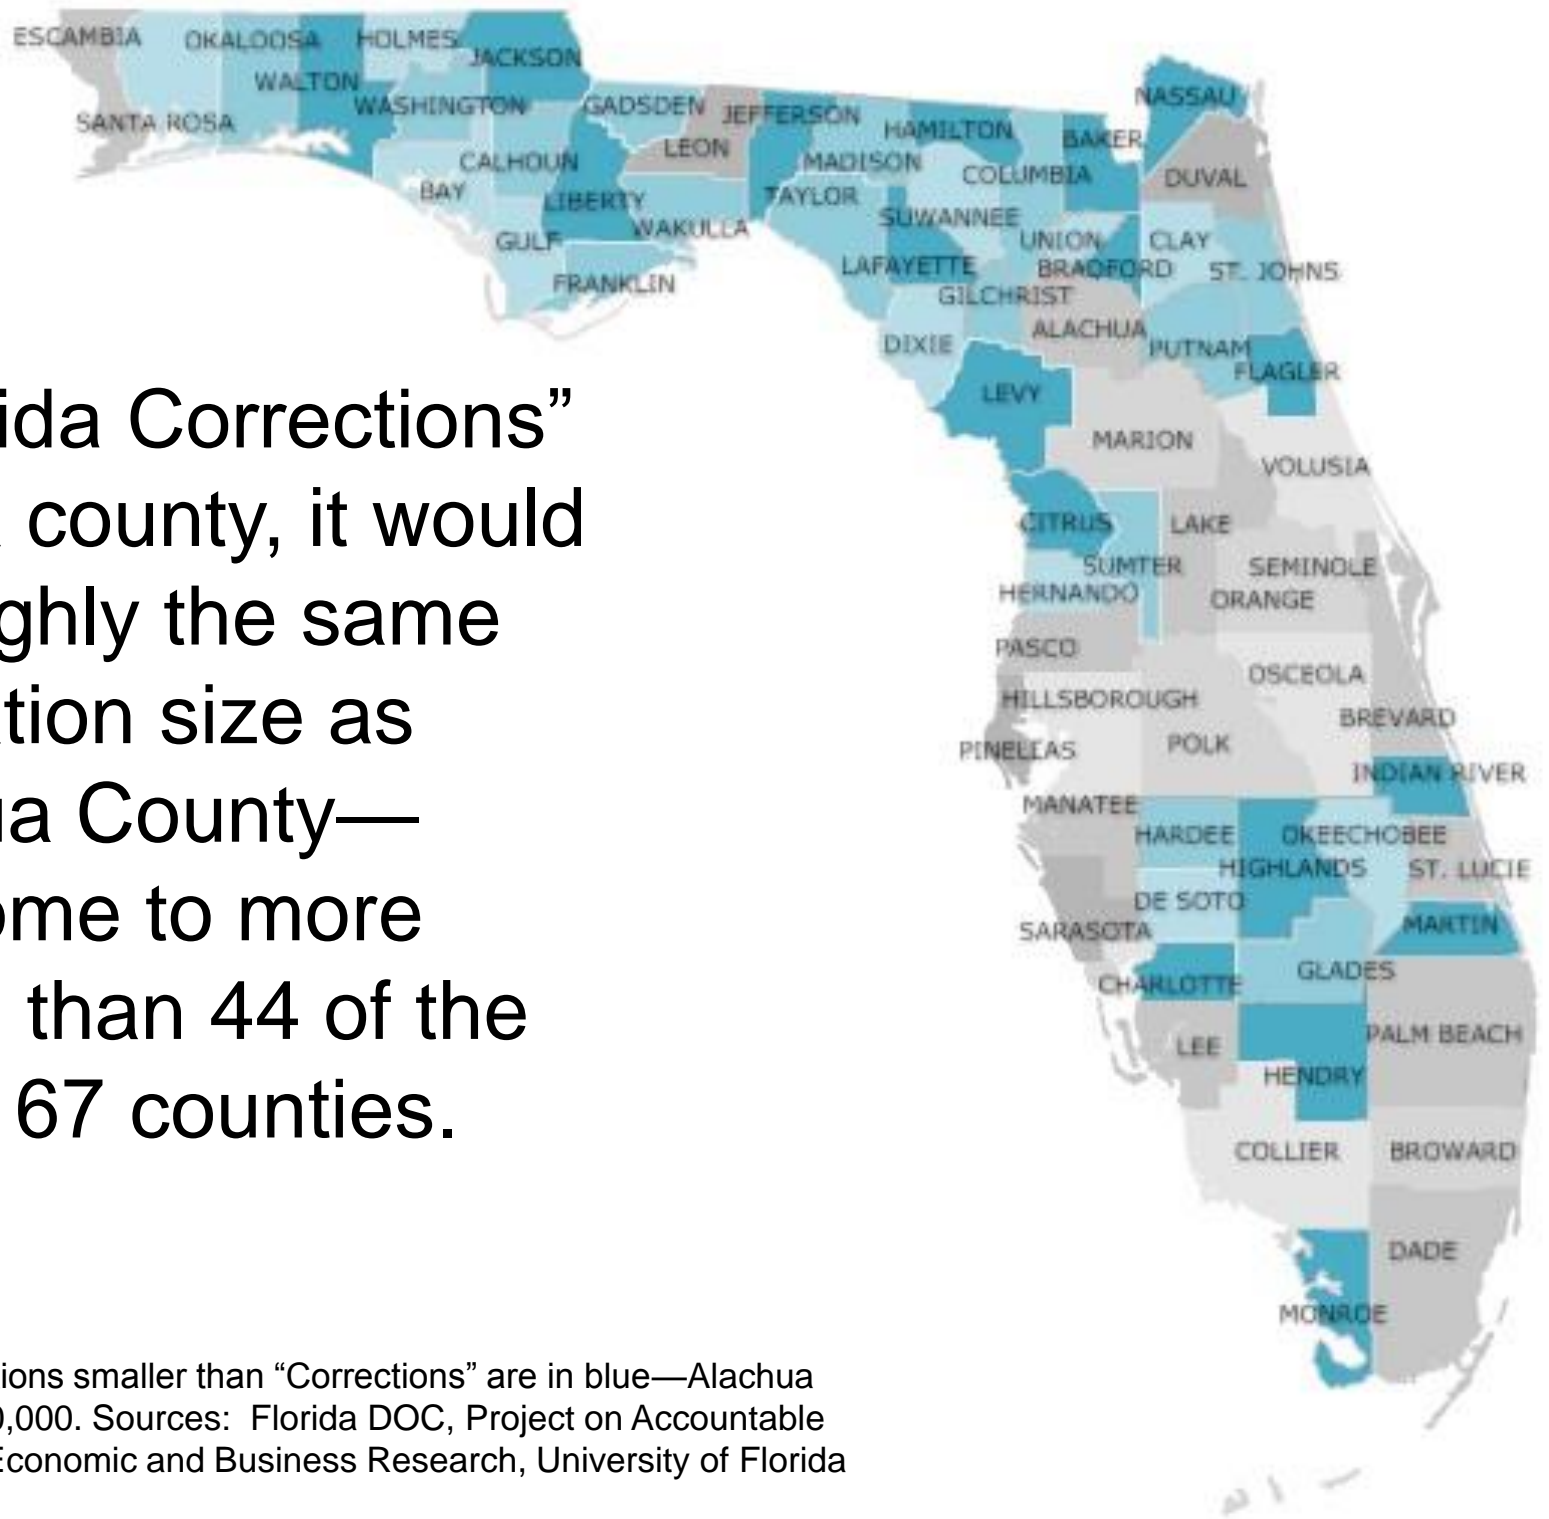 ESCAMBIA OKALOOSA HOLMES
JACKSON
WALTON
WASHINGTON
SANTA ROSA
GADSDEN
JEFFERSON
NASSAU
LEON
HAMILTON
BAKER
CALHOUN
MADISON
COLUMBIA
DUVAL
BAY
LIBERTY
TAYLOR
WAKULLA
SUWANNEE
GULF
UNION
CLAY
FRANKLIN
LAFAYETTE
BRADFORD
ST. JOHNS
GILCHRIST
ALACHUA
DIXIE
PUTNAM
FLAGLER
LEVY
MARION
VOLUSIA
CITRUS
LAKE
SUMTER
SEMINOLE
HERNANDO
ORANGE
PASCO
OSCEOLA
HILLSBOROUGH
BREVARD
PINELLAS
POLK
INDIAN RIVER
MANATEE
HARDEE
OKEECHOBEE
HIGHLANDS
ST. LUCIE
DE SOTO
SARASOTA
MARTIN
CHARLOTTE
GLADES
LEE
PALM BEACH
HENDRY
COLLIER
BROWARD
DADE
MONROE
ida Corrections”
county, it would
ghly the same
tion size as
ua County—
ome to more
than 44 of the
67 counties.
ions smaller than “Corrections” are in blue—Alachua
0,000. Sources: Florida DOC, Project on Accountable
Economic and Business Research, University of Florida